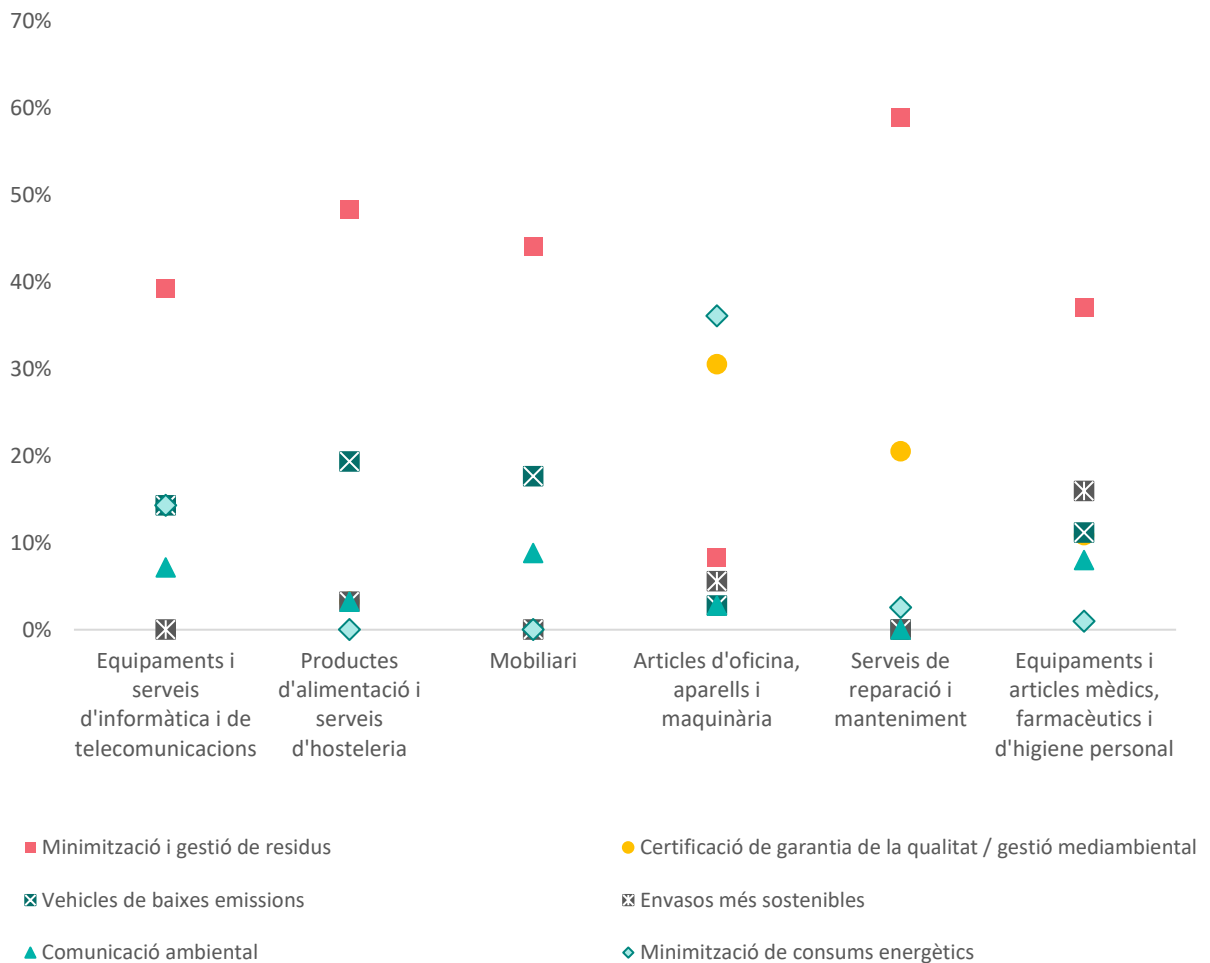 70%
60%
50%
40%
30%
20%
10%
0%
Equipaments i
serveis
d'informàtica i de
telecomunicacions
Productes
d'alimentació i
serveis
d'hosteleria
Mobiliari
Articles d'oficina,
aparells i
maquinària
Serveis de
reparació i
manteniment
Equipaments i
articles mèdics,
farmacèutics i
d'higiene personal
Minimització i gestió de residus
Certificació de garantia de la qualitat / gestió mediambiental
Vehicles de baixes emissions
Envasos més sostenibles
Comunicació ambiental
Minimització de consums energètics